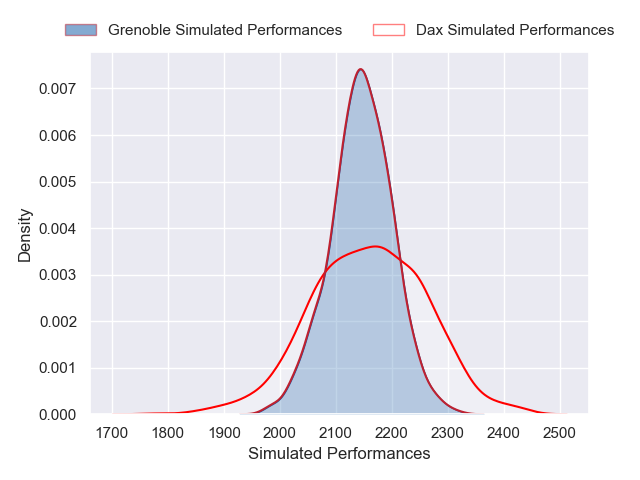 Grenoble Simulated Performances
Dax Simulated Performances
0.007
0.006
0.005
0.004
0.003
0.002
0.001
0.000
Density
1700 1800 1900 2000 2100 2200 2300 2400 2500
Simulated Performances